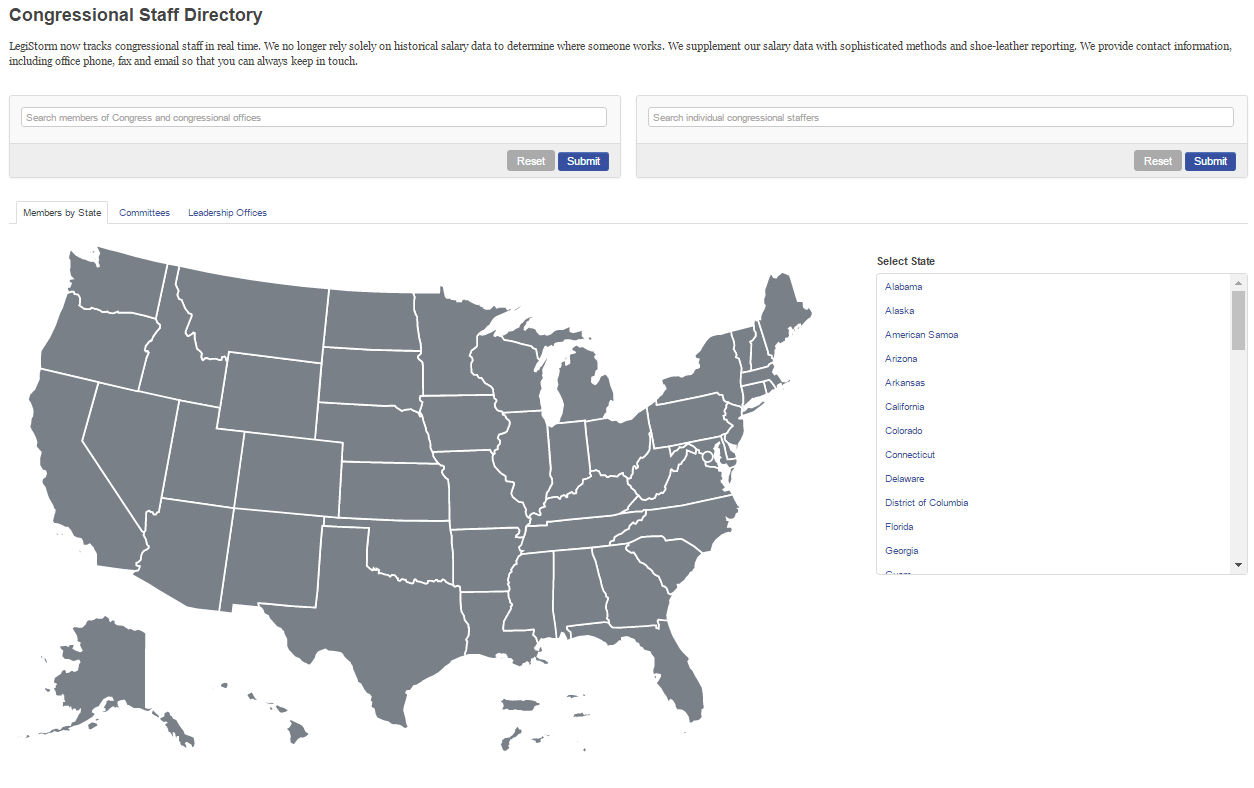 Congressional Staff Directory
LegiStorm now tracks congressional staff in real time. We no longer rely solely on historical salary data to determine where someone works. We supplement our salary data with sophisticated methods and shoe-leather reporting. We provide contact information,
including office phone, fax and email so that you can always keep in touch.
Search members of Congress and congressional offices
Search individual congressional staffers
Reset Submit
Reset Submit
Members by State Committees Leadership Offices
Select State
Alabama
Alaska
American Samoa
Arizona
Arkansas
California
Colorado
Connecticut
Delaware
District of Columbia
Florida
Georgia